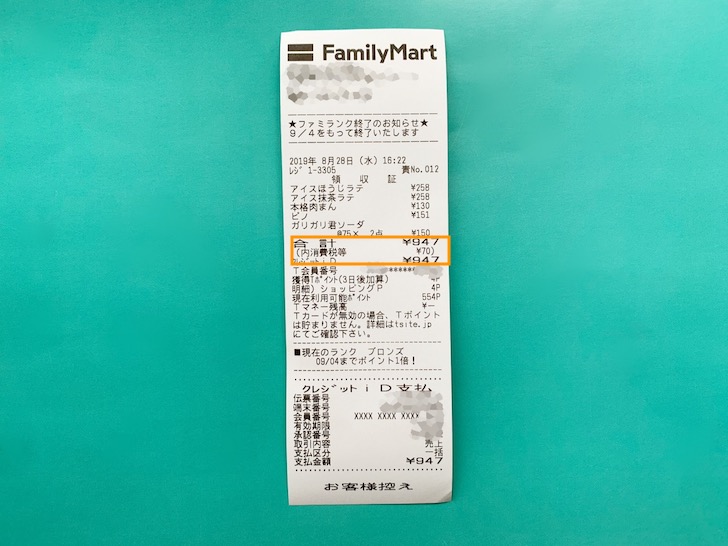 FamilyMart
★ファミランク終了のお知らせ★
9/4をもって終了いたします
2019年 8月28日(水)16:22
レジ 1-3305 責No.012
領 収 証
アイスほうじラテ ¥258
アイス抹茶ラテ ¥258
本格肉まん ¥130
ピノ ¥151
ガリガリ君ソーダ
@75× 2点 ¥150
合 計 ¥947
(内消費税等 ¥70)
クレジットiD ¥947
T会員番号 ******
獲得Tポイント(3日後加算) 4P
明細)ショッピングP 4P
現在利用可能ポイント 554P
Tマネー残高 ¥-
Tカードが無効の場合、Tポイント
は貯まりません。詳細はtsite.jp
にてご確認下さい。
■現在のランク ブロンズ
09/04までポイント1倍!
クレジットiD支払
伝票番号
端末番号
会員番号 XXXX XXXX XXX*
有効期限
承認番号
取引内容 売上
支払区分 一括
支払金額 ¥947
お客様控え